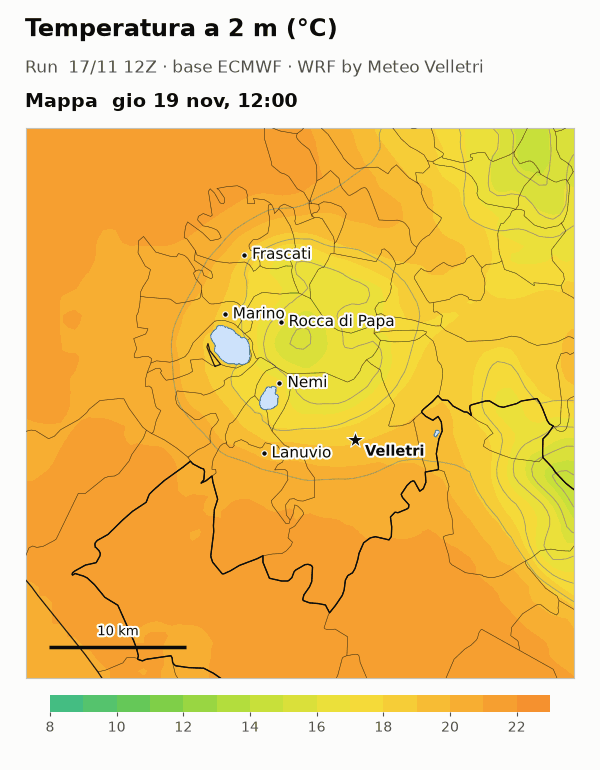 Temperatura a 2 m (°C)
Run 17/11 12Z · base ECMWF · WRF by Meteo Velletri
Mappa gio 19 nov, 12:00
Frascati
Marino
Rocca di Papa
Nemi
Velletri
Lanuvio
10 km
8 10 12 14 16 18 20 22